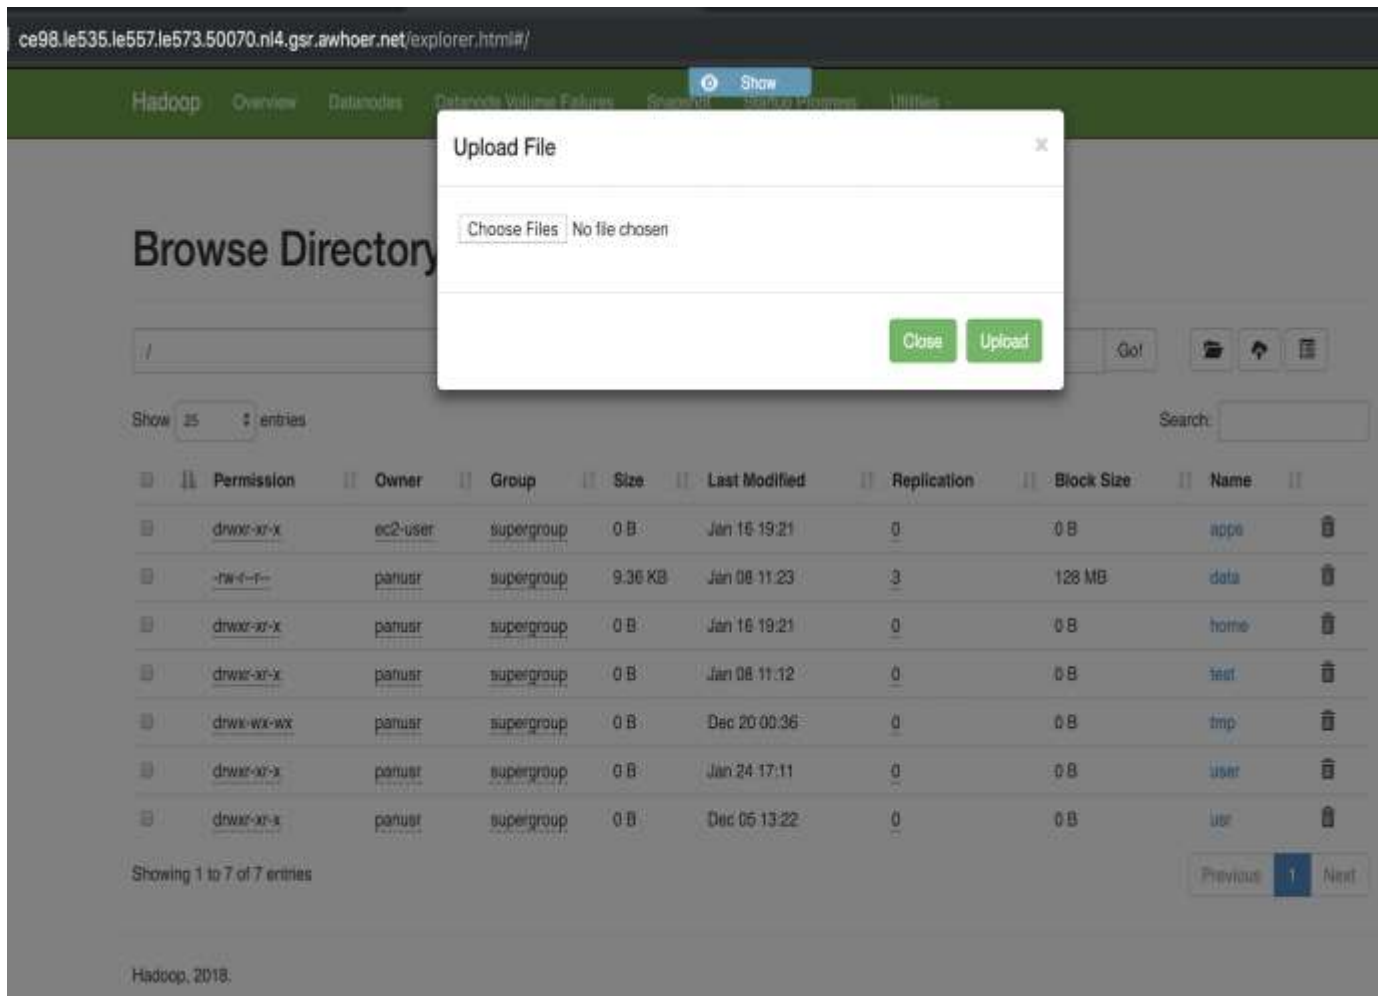 ce98.le535.le557.le573.50070.nl4.gsr.awhoer.net/explorer.html#/
Show
Hadoop Overview Datanodes Datanode Volume Failures Snapshot Startup Progress Utilities
Upload File x
Choose Files No file chosen
Browse Directory
Close Upload
/ Go!
Show 25 entries Search:
Permission Owner Group Size Last Modified Replication Block Size Name
drwxr-xr-x ec2-user supergroup 0 B Jan 16 19:21 0 0 B apps
-rw-r--r-- panusr supergroup 9.36 KB Jan 08 11:23 3 128 MB data
drwxr-xr-x panusr supergroup 0 B Jan 16 19:21 0 0 B home
drwxr-xr-x panusr supergroup 0 B Jan 08 11:12 0 0 B test
drwx-wx-wx panusr supergroup 0 B Dec 20 00:36 0 0 B tmp
drwxr-xr-x panusr supergroup 0 B Jan 24 17:11 0 0 B user
drwxr-xr-x panusr supergroup 0 B Dec 05 13:22 0 0 B usr
Showing 1 to 7 of 7 entries Previous 1 Next
Hadoop, 2018.